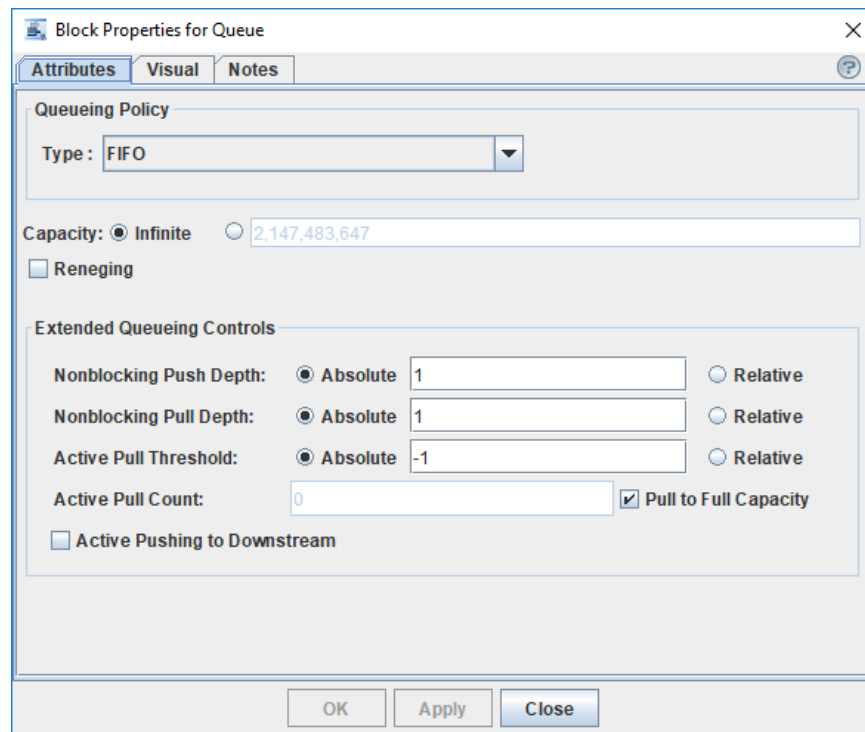 Block Properties for Queue
Attributes Visual Notes ?
Queueing Policy
Type : FIFO
Capacity: Infinite 2,147,483,647
Reneging
Extended Queueing Controls
Nonblocking Push Depth: Absolute 1 Relative
Nonblocking Pull Depth: Absolute 1 Relative
Active Pull Threshold: Absolute -1 Relative
Active Pull Count: 0 Pull to Full Capacity
Active Pushing to Downstream
OK Apply Close